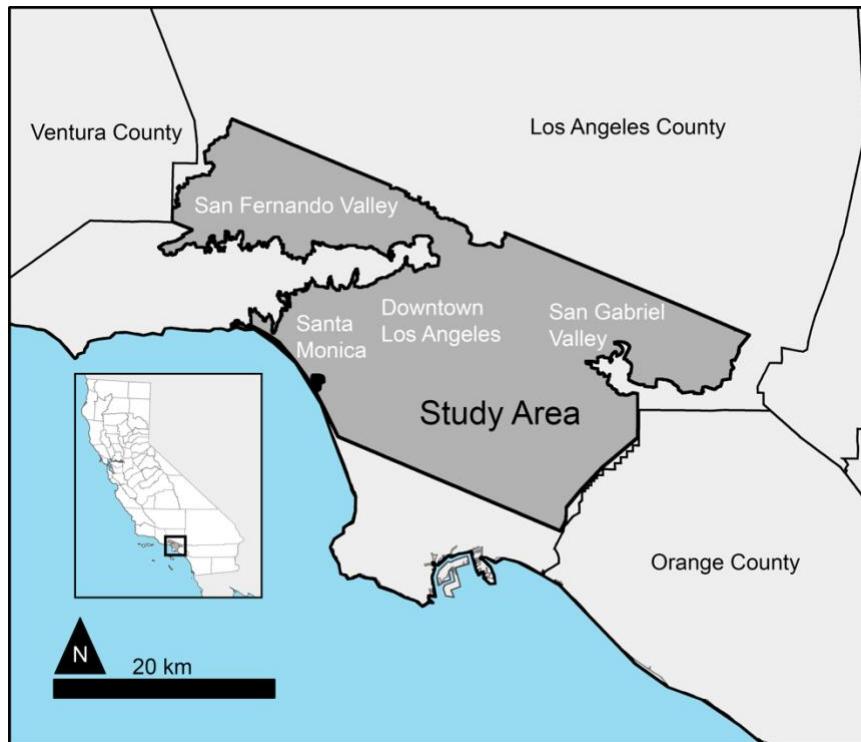 Ventura County
Los Angeles County
San Fernando Valley
Santa
Monica
Downtown
Los Angeles
San Gabriel
Valley
Study Area
Orange County
N
20 km